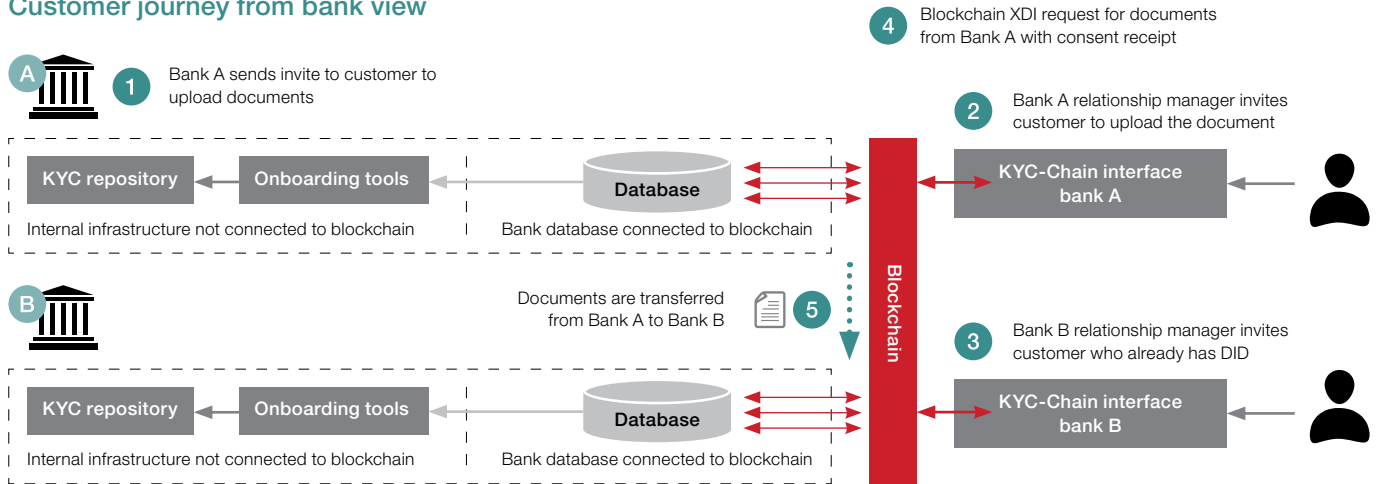 Customer journey from bank view
4
Blockchain XDI request for documents
from Bank A with consent receipt
A
1
Bank A sends invite to customer to
upload documents
2
Bank A relationship manager invites
customer to upload the document
KYC repository
Onboarding tools
Database
KYC-Chain interface
bank A
Internal infrastructure not connected to blockchain
Bank database connected to blockchain
Blockchain
B
Documents are transferred
from Bank A to Bank B
5
3
Bank B relationship manager invites
customer who already has DID
KYC repository
Onboarding tools
Database
KYC-Chain interface
bank B
Internal infrastructure not connected to blockchain
Bank database connected to blockchain